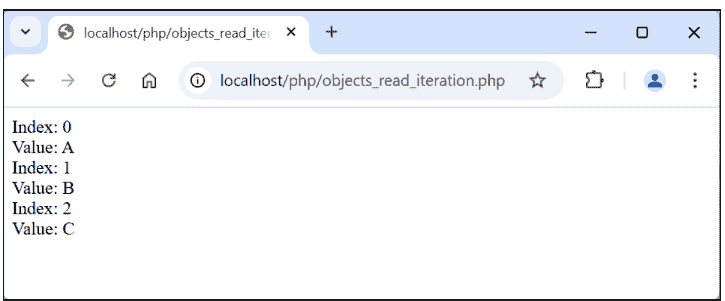 localhost/php/objects_read_ite
localhost/php/objects_read_iteration.php
Index: 0
Value: A
Index: 1
Value: B
Index: 2
Value: C